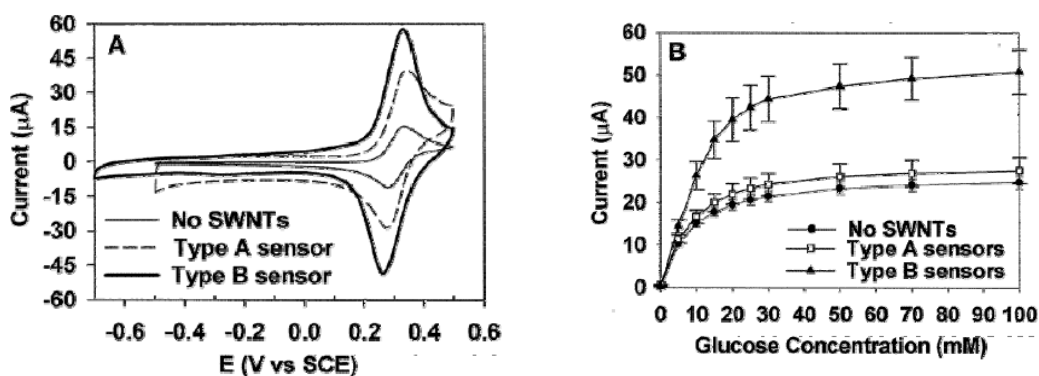 A
60
45
30
15
0
-15
-30
-45
-60
Current (µA)
No SWNTs
Type A sensor
Type B sensor
-0.6 -0.4 -0.2 0.0 0.2 0.4 0.6
E (V vs SCE)
B
60
50
40
30
20
10
0
Current (µA)
No SWNTs
Type A sensors
Type B sensors
0 10 20 30 40 50 60 70 80 90 100
Glucose Concentration (mM)